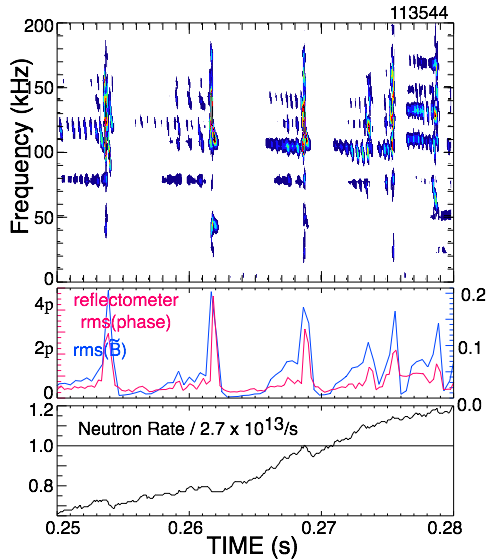 113544
200
150
100
50
0
Frequency (kHz)
4p
2p
0
reflectometer
rms(phase)
rms(B̃)
0.2
0.1
0.0
1.2
1.0
0.8
Neutron Rate / 2.7 x 10¹³/s
0.25 0.26 0.27 0.28
TIME (s)